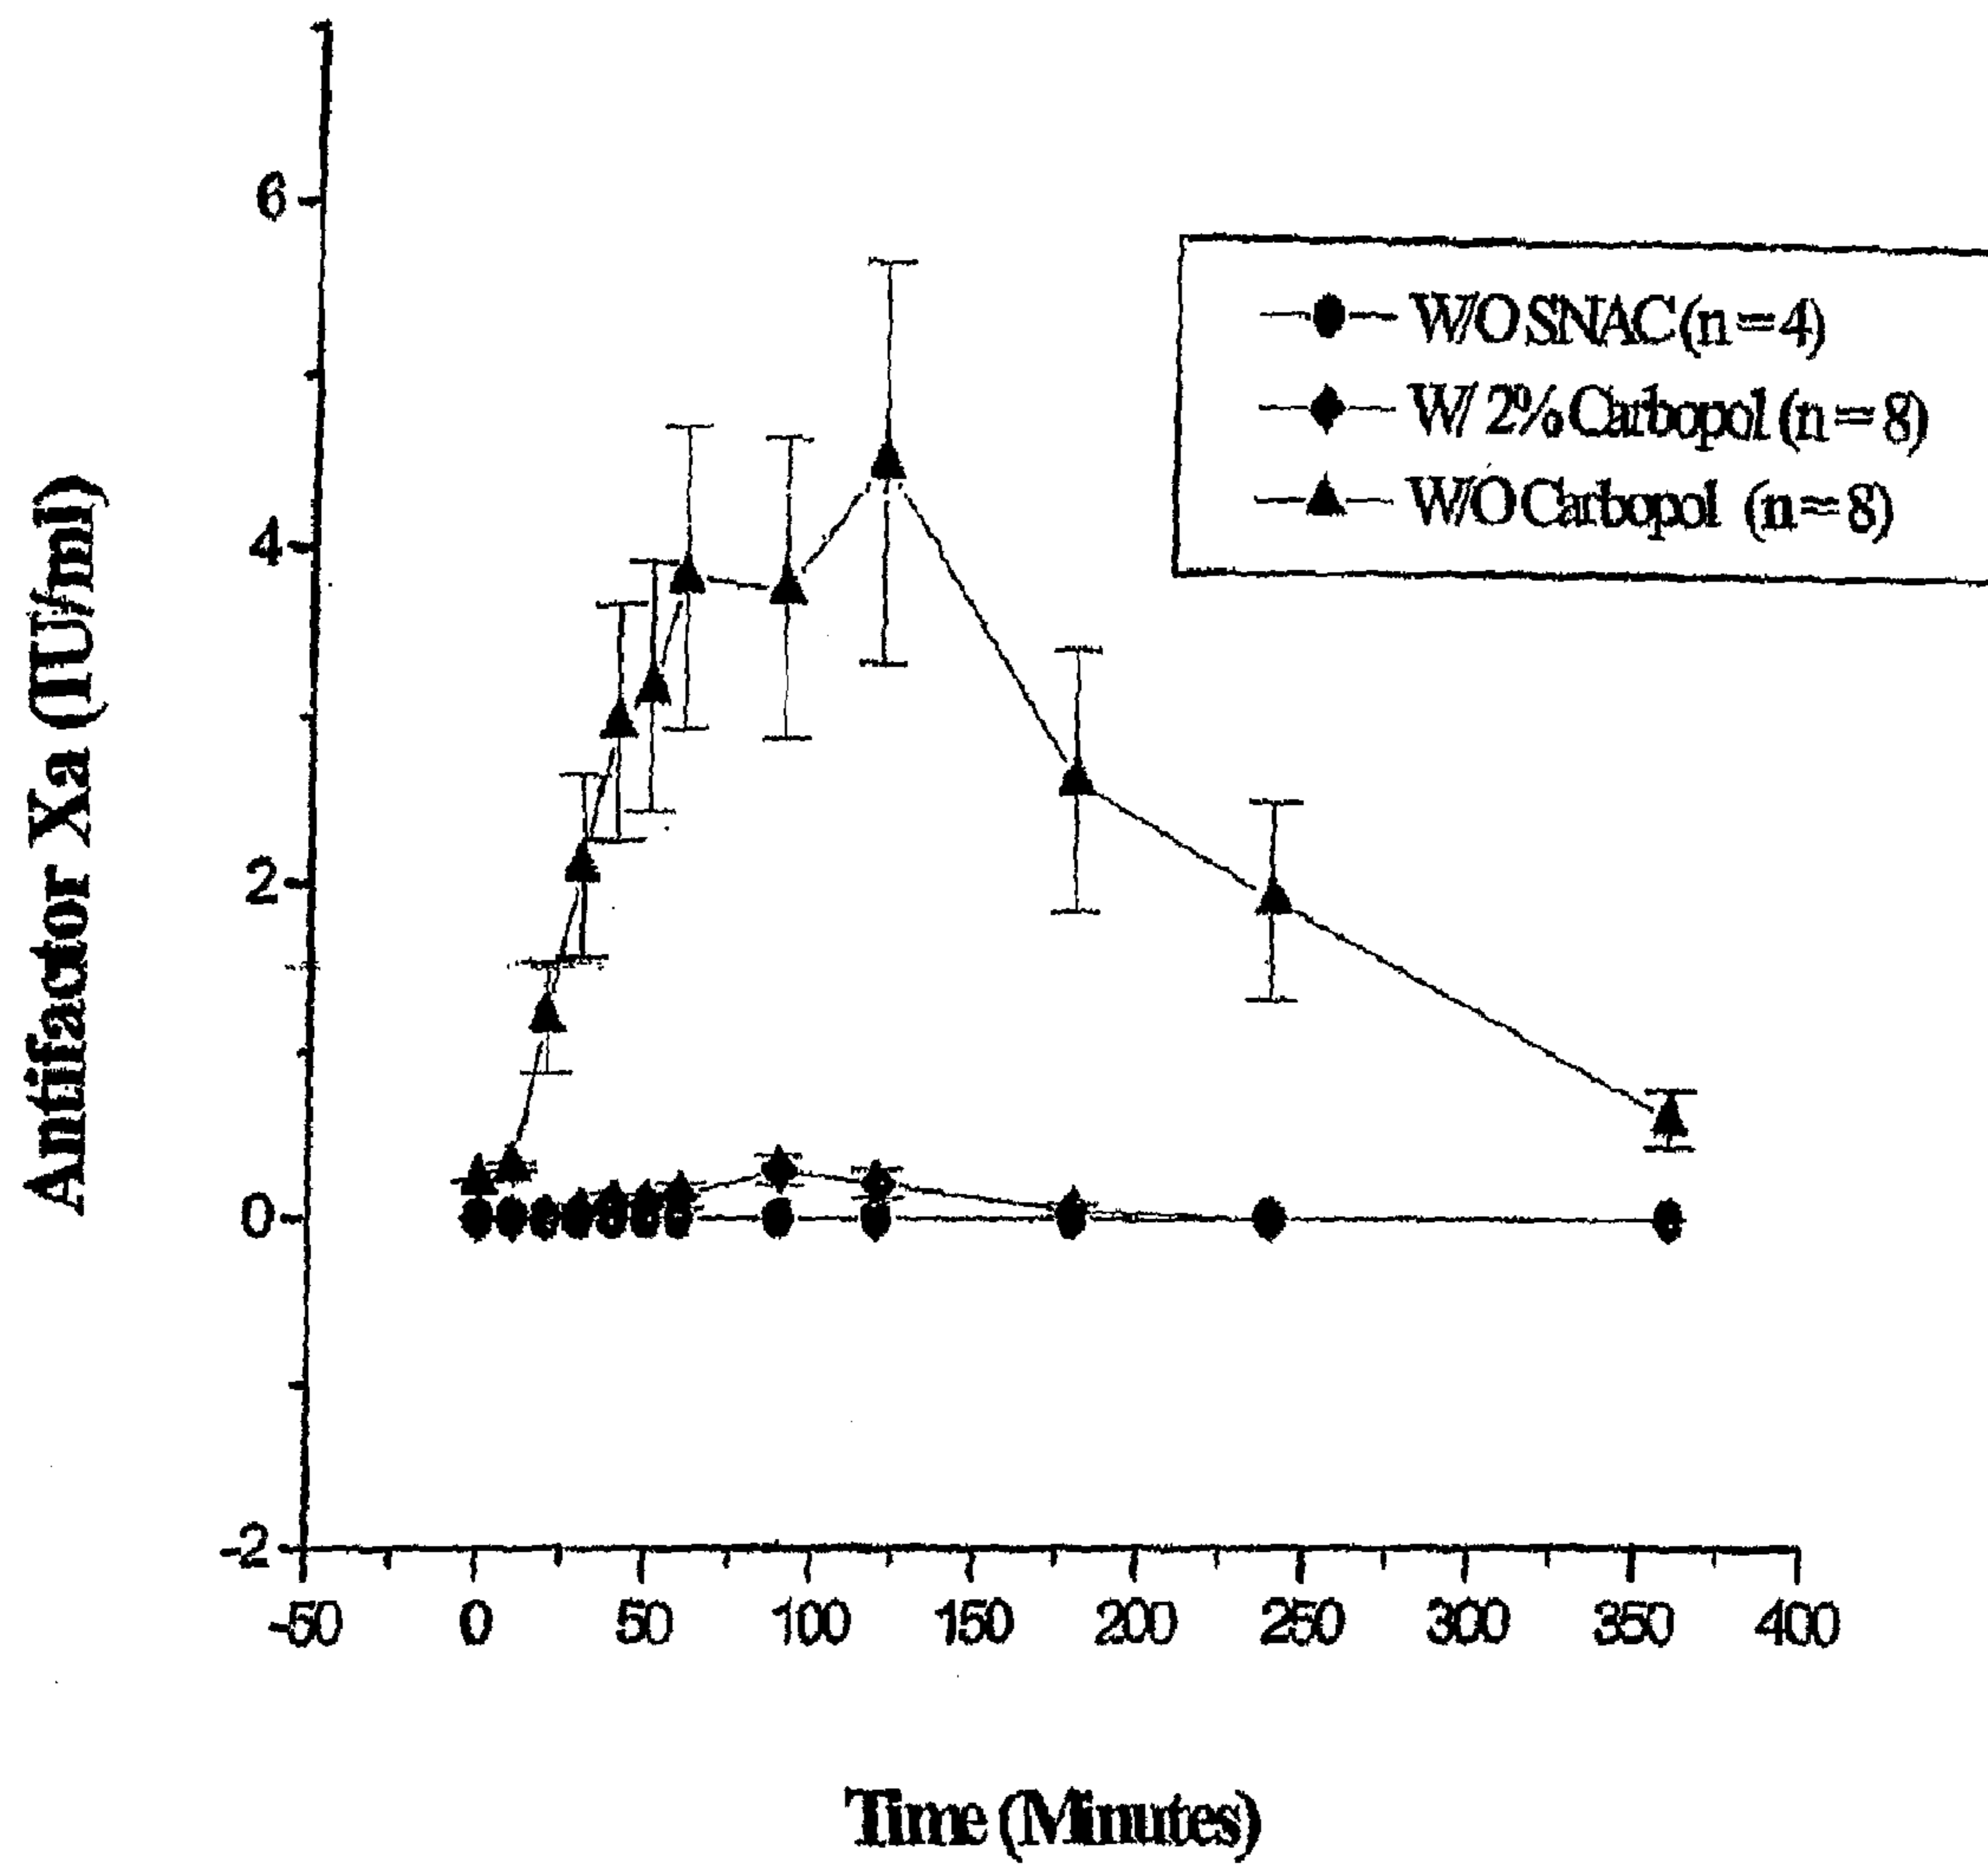 6
4
2
0
-2
-50 0 50 100 150 200 250 300 350 400
Antifactor Xa (IU/ml)
Time (Minutes)
W/O SNAC (n=4)
W/ 2% Carbopol (n=8)
W/O Carbopol (n=8)